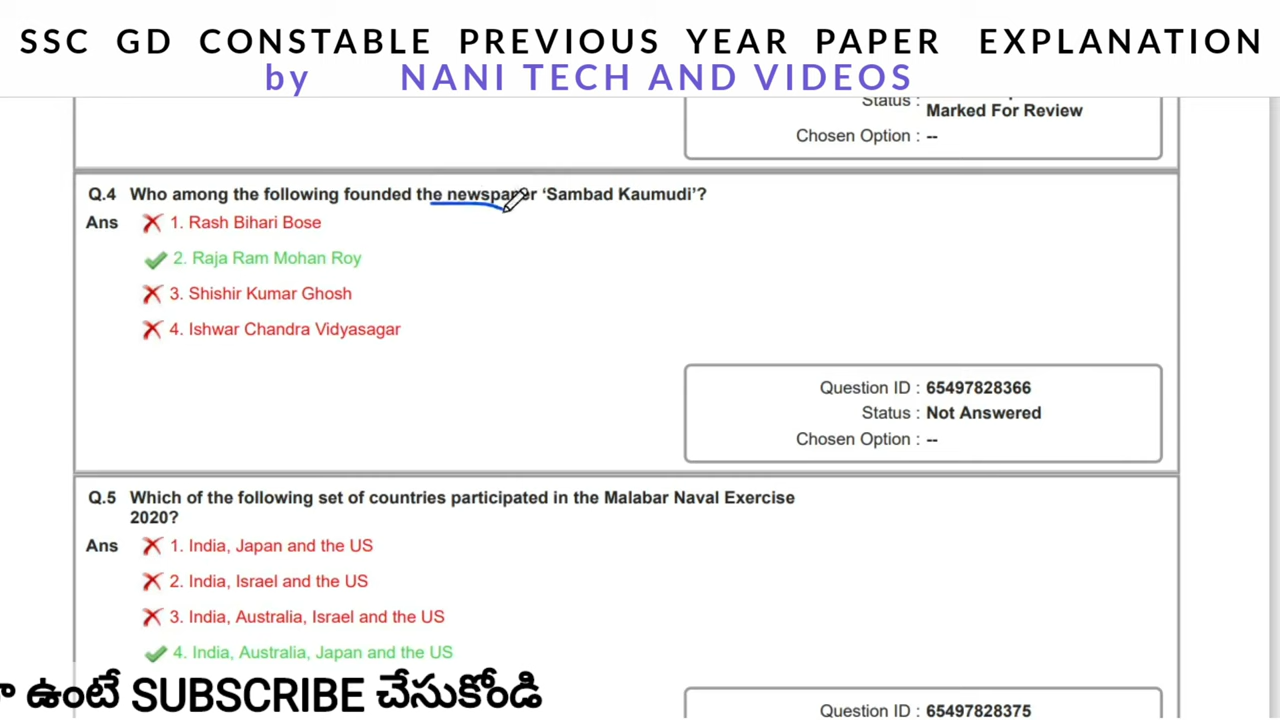 SSC GD CONSTABLE PREVIOUS YEAR PAPER EXPLANATION
by NANI TECH AND VIDEOS
Status :
Marked For Review
Chosen Option : --
Q.4 Who among the following founded the newspaper ‘Sambad Kaumudi’?
Ans 1. Rash Bihari Bose
2. Raja Ram Mohan Roy
3. Shishir Kumar Ghosh
4. Ishwar Chandra Vidyasagar
Question ID : 65497828366
Status : Not Answered
Chosen Option : --
Q.5 Which of the following set of countries participated in the Malabar Naval Exercise
2020?
Ans 1. India, Japan and the US
2. India, Israel and the US
3. India, Australia, Israel and the US
4. India, Australia, Japan and the US
ఉంటే SUBSCRIBE చేసుకోండి
Question ID : 65497828375